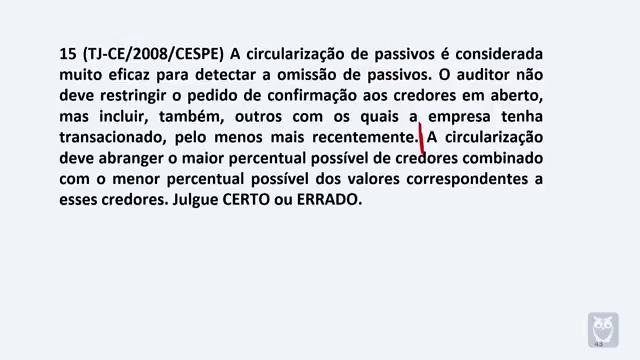 15 (TJ-CE/2008/CESPE) A circularização de passivos é considerada
muito eficaz para detectar a omissão de passivos. O auditor não
deve restringir o pedido de confirmação aos credores em aberto,
mas incluir, também, outros com os quais a empresa tenha
transacionado, pelo menos mais recentemente. A circularização
deve abranger o maior percentual possível de credores combinado
com o menor percentual possível dos valores correspondentes a
esses credores. Julgue CERTO ou ERRADO.
43